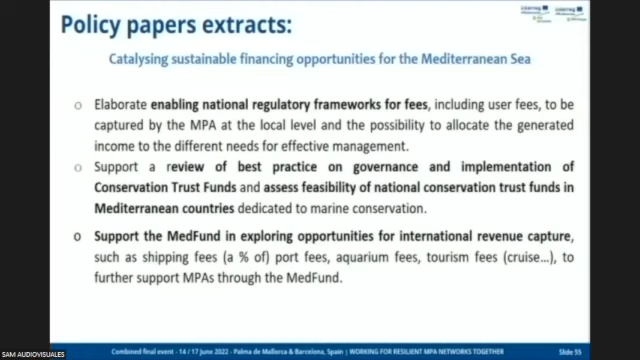 Policy papers extracts:
Catalysing sustainable financing opportunities for the Mediterranean Sea
o Elaborate enabling national regulatory frameworks for fees, including user fees, to be
captured by the MPA at the local level and the possibility to allocate the generated
income to the different needs for effective management.
o Support a review of best practice on governance and implementation of
Conservation Trust Funds and assess feasibility of national conservation trust funds in
Mediterranean countries dedicated to marine conservation.
o Support the MedFund in exploring opportunities for international revenue capture,
such as shipping fees (a % of) port fees, aquarium fees, tourism fees (cruise...), to
further support MPAs through the MedFund.
SAM AUDIOVISUALES
Combined final event - 14 / 17 June 2022 - Palma de Mallorca & Barcelona, Spain | WORKING FOR RESILIENT MPA NETWORKS TOGETHER
Slide 55